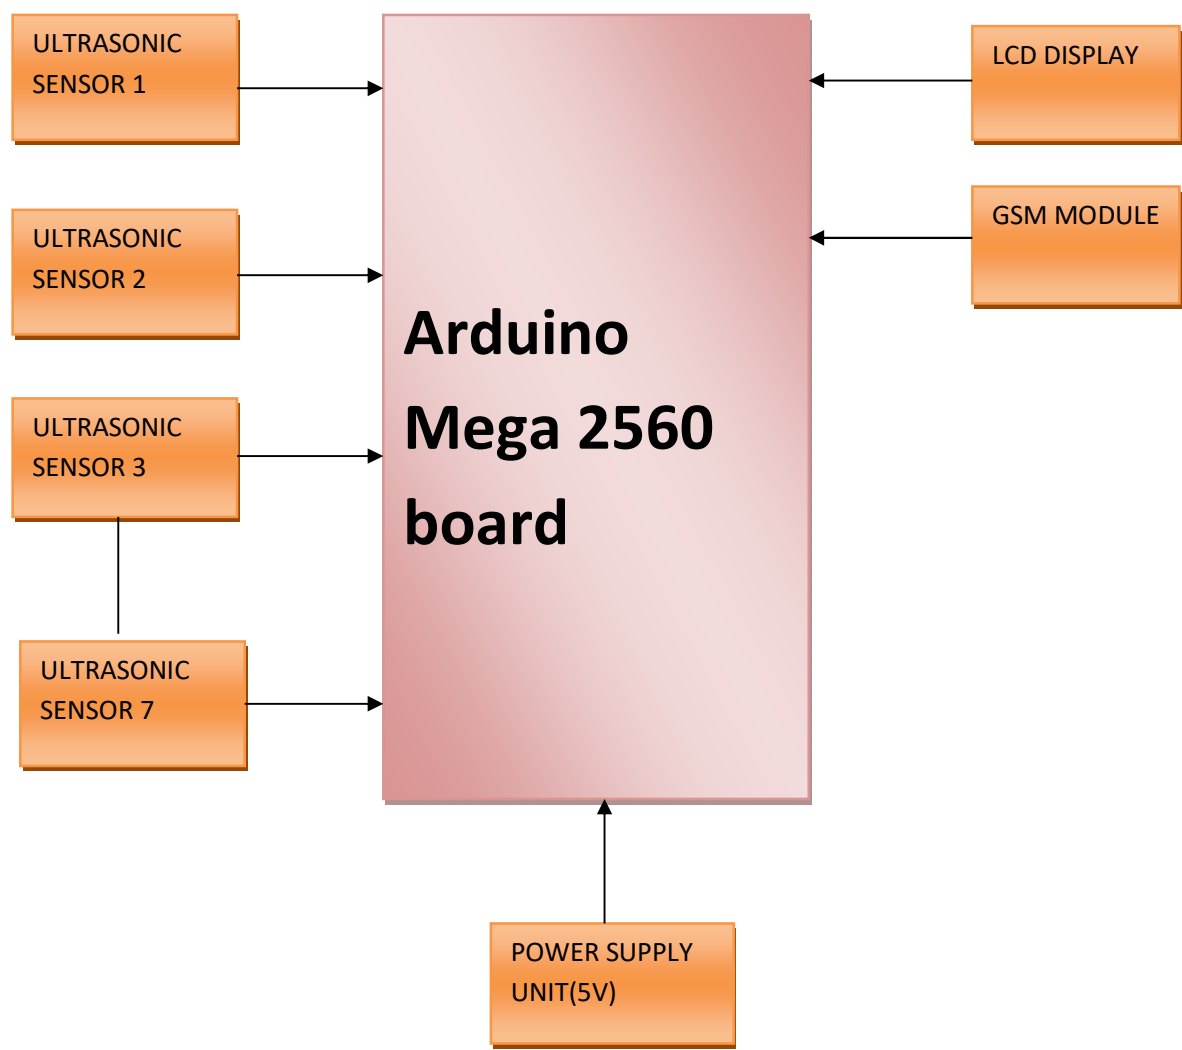 ULTRASONIC
SENSOR 1
ULTRASONIC
SENSOR 2
ULTRASONIC
SENSOR 3
ULTRASONIC
SENSOR 7
Arduino
Mega 2560
board
LCD DISPLAY
GSM MODULE
POWER SUPPLY
UNIT(5V)